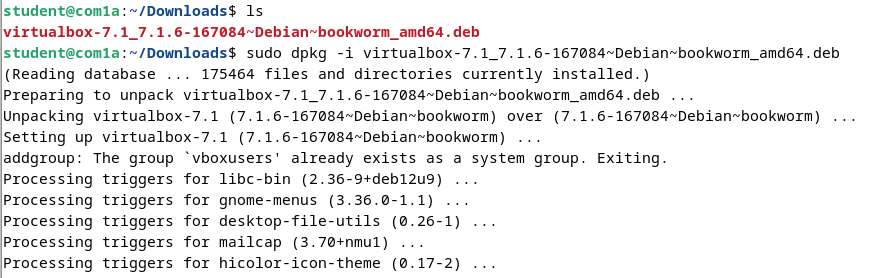 student@com1a:~/Downloads$ ls
virtualbox-7.1_7.1.6-167084~Debian~bookworm_amd64.deb
student@com1a:~/Downloads$ sudo dpkg -i virtualbox-7.1_7.1.6-167084~Debian~bookworm_amd64.deb
(Reading database ... 175464 files and directories currently installed.)
Preparing to unpack virtualbox-7.1_7.1.6-167084~Debian~bookworm_amd64.deb ...
Unpacking virtualbox-7.1 (7.1.6-167084~Debian~bookworm) over (7.1.6-167084~Debian~bookworm) ...
Setting up virtualbox-7.1 (7.1.6-167084~Debian~bookworm) ...
addgroup: The group `vboxusers' already exists as a system group. Exiting.
Processing triggers for libc-bin (2.36-9+deb12u9) ...
Processing triggers for gnome-menus (3.36.0-1.1) ...
Processing triggers for desktop-file-utils (0.26-1) ...
Processing triggers for mailcap (3.70+nmu1) ...
Processing triggers for hicolor-icon-theme (0.17-2) ...